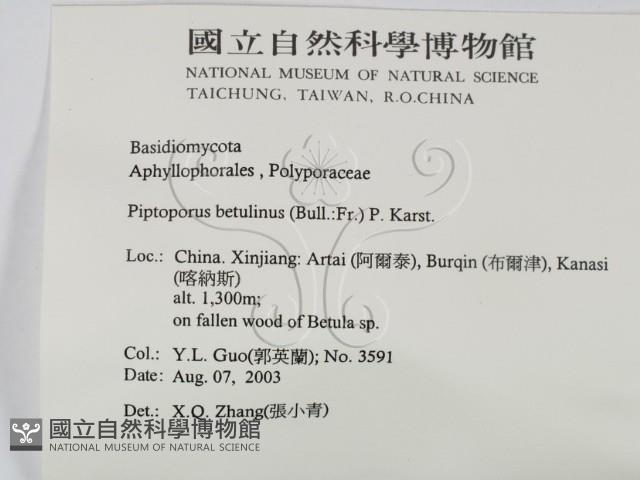 國立自然科學博物館
NATIONAL MUSEUM OF NATURAL SCIENCE
TAICHUNG, TAIWAN, R.O.CHINA
Basidiomycota
Aphyllophorales , Polyporaceae
Piptoporus betulinus (Bull.:Fr.) P. Karst.
Loc.: China. Xinjiang: Artai (阿爾泰), Burqin (布爾津), Kanasi
(喀納斯)
alt. 1,300m;
on fallen wood of Betula sp.
Col.: Y.L. Guo(郭英蘭); No. 3591
Date: Aug. 07, 2003
Det.: X.Q. Zhang(張小青)
國立自然科學博物館
NATIONAL MUSEUM OF NATURAL SCIENCE